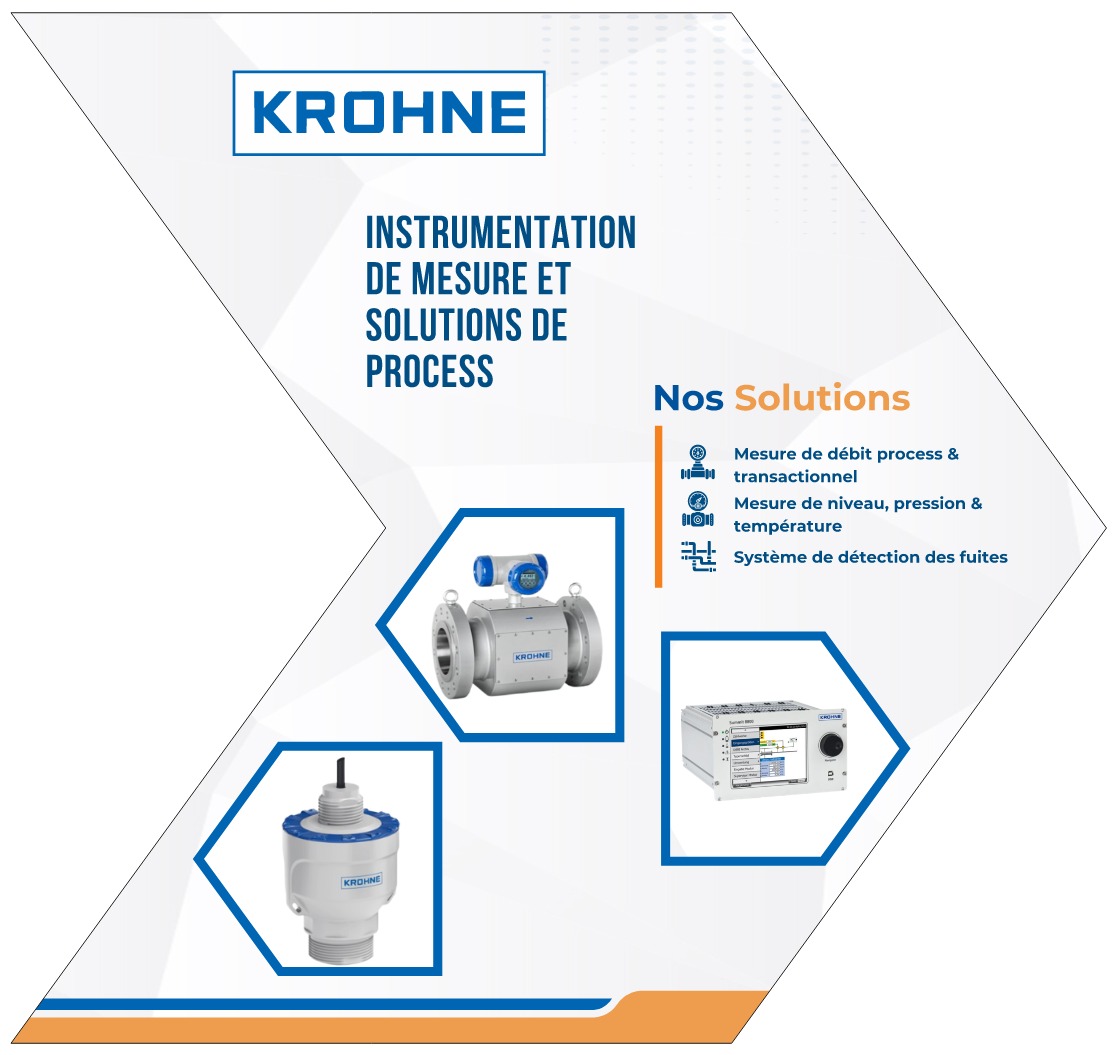 KROHNE
INSTRUMENTATION
DE MESURE ET
SOLUTIONS DE
PROCESS
Nos Solutions
Mesure de débit process &
transactionnel
Mesure de niveau, pression &
température
Système de détection des fuites
KROHNE
KROHNE
KROHNE